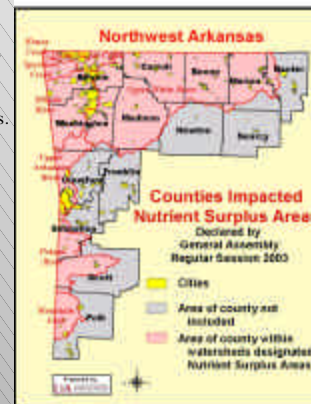 s.
Northwest Arkansas
Benton
Carroll
Boone
Marion
Baxter
Washington
Madison
Newton
Searcy
Crawford
Franklin
Sebastian
Scott
Polk
Counties Impacted
Nutrient Surplus Area
Declared by
General Assembly
Regular Session 2003
Cities
Area of county not
included
Area of county within
watersheds designated
Nutrient Surplus Areas